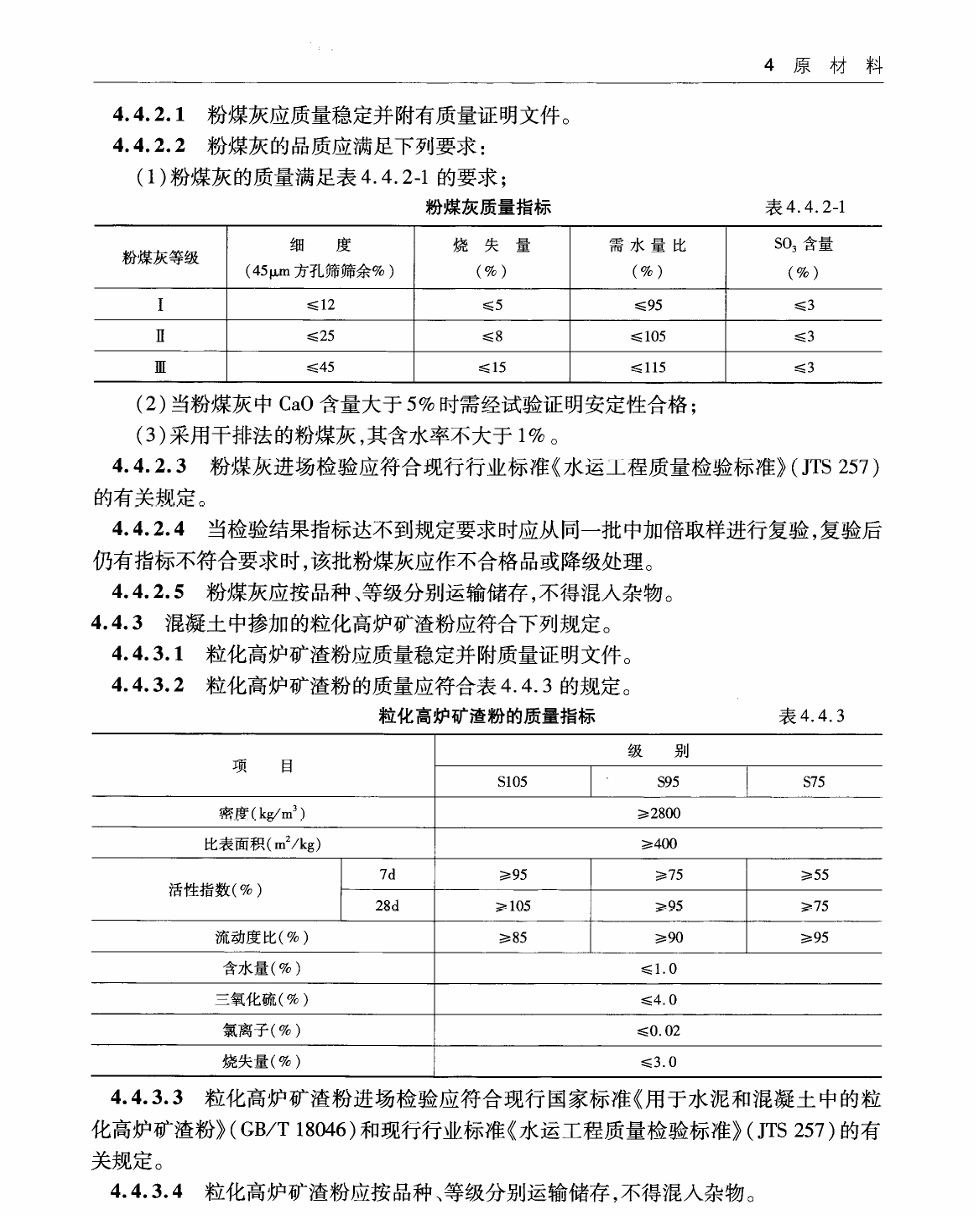 4 原 材 料
4.4.2.1 粉煤灰应质量稳定并附有质量证明文件。
4.4.2.2 粉煤灰的品质应满足下列要求:
(1)粉煤灰的质量满足表4.4.2-1的要求;
粉煤灰质量指标 表4.4.2-1
粉煤灰等级 细 度 (45μm方孔筛筛余%) 烧 失 量 (%) 需 水 量 比 (%) SO₃含量 (%)
Ⅰ ≤12 ≤5 ≤95 ≤3
Ⅱ ≤25 ≤8 ≤105 ≤3
Ⅲ ≤45 ≤15 ≤115 ≤3
(2)当粉煤灰中CaO含量大于5%时需经试验证明安定性合格;
(3)采用干排法的粉煤灰,其含水率不大于1%。
4.4.2.3 粉煤灰进场检验应符合现行行业标准《水运工程质量检验标准》(JTS 257)
的有关规定。
4.4.2.4 当检验结果指标达不到规定要求时应从同一批中加倍取样进行复验,复验后
仍有指标不符合要求时,该批粉煤灰应作不合格品或降级处理。
4.4.2.5 粉煤灰应按品种、等级分别运输储存,不得混入杂物。
4.4.3 混凝土中掺加的粒化高炉矿渣粉应符合下列规定。
4.4.3.1 粒化高炉矿渣粉应质量稳定并附质量证明文件。
4.4.3.2 粒化高炉矿渣粉的质量应符合表4.4.3的规定。
粒化高炉矿渣粉的质量指标 表4.4.3
项 目 级 别
S105 S95 S75
密度(kg/m³) ≥2800
比表面积(m²/kg) ≥400
活性指数(%) 7d ≥95 ≥75 ≥55
28d ≥105 ≥95 ≥75
流动度比(%) ≥85 ≥90 ≥95
含水量(%) ≤1.0
三氧化硫(%) ≤4.0
氯离子(%) ≤0.02
烧失量(%) ≤3.0
4.4.3.3 粒化高炉矿渣粉进场检验应符合现行国家标准《用于水泥和混凝土中的粒
化高炉矿渣粉》(GB/T 18046)和现行行业标准《水运工程质量检验标准》(JTS 257)的有
关规定。
4.4.3.4 粒化高炉矿渣粉应按品种、等级分别运输储存,不得混入杂物。